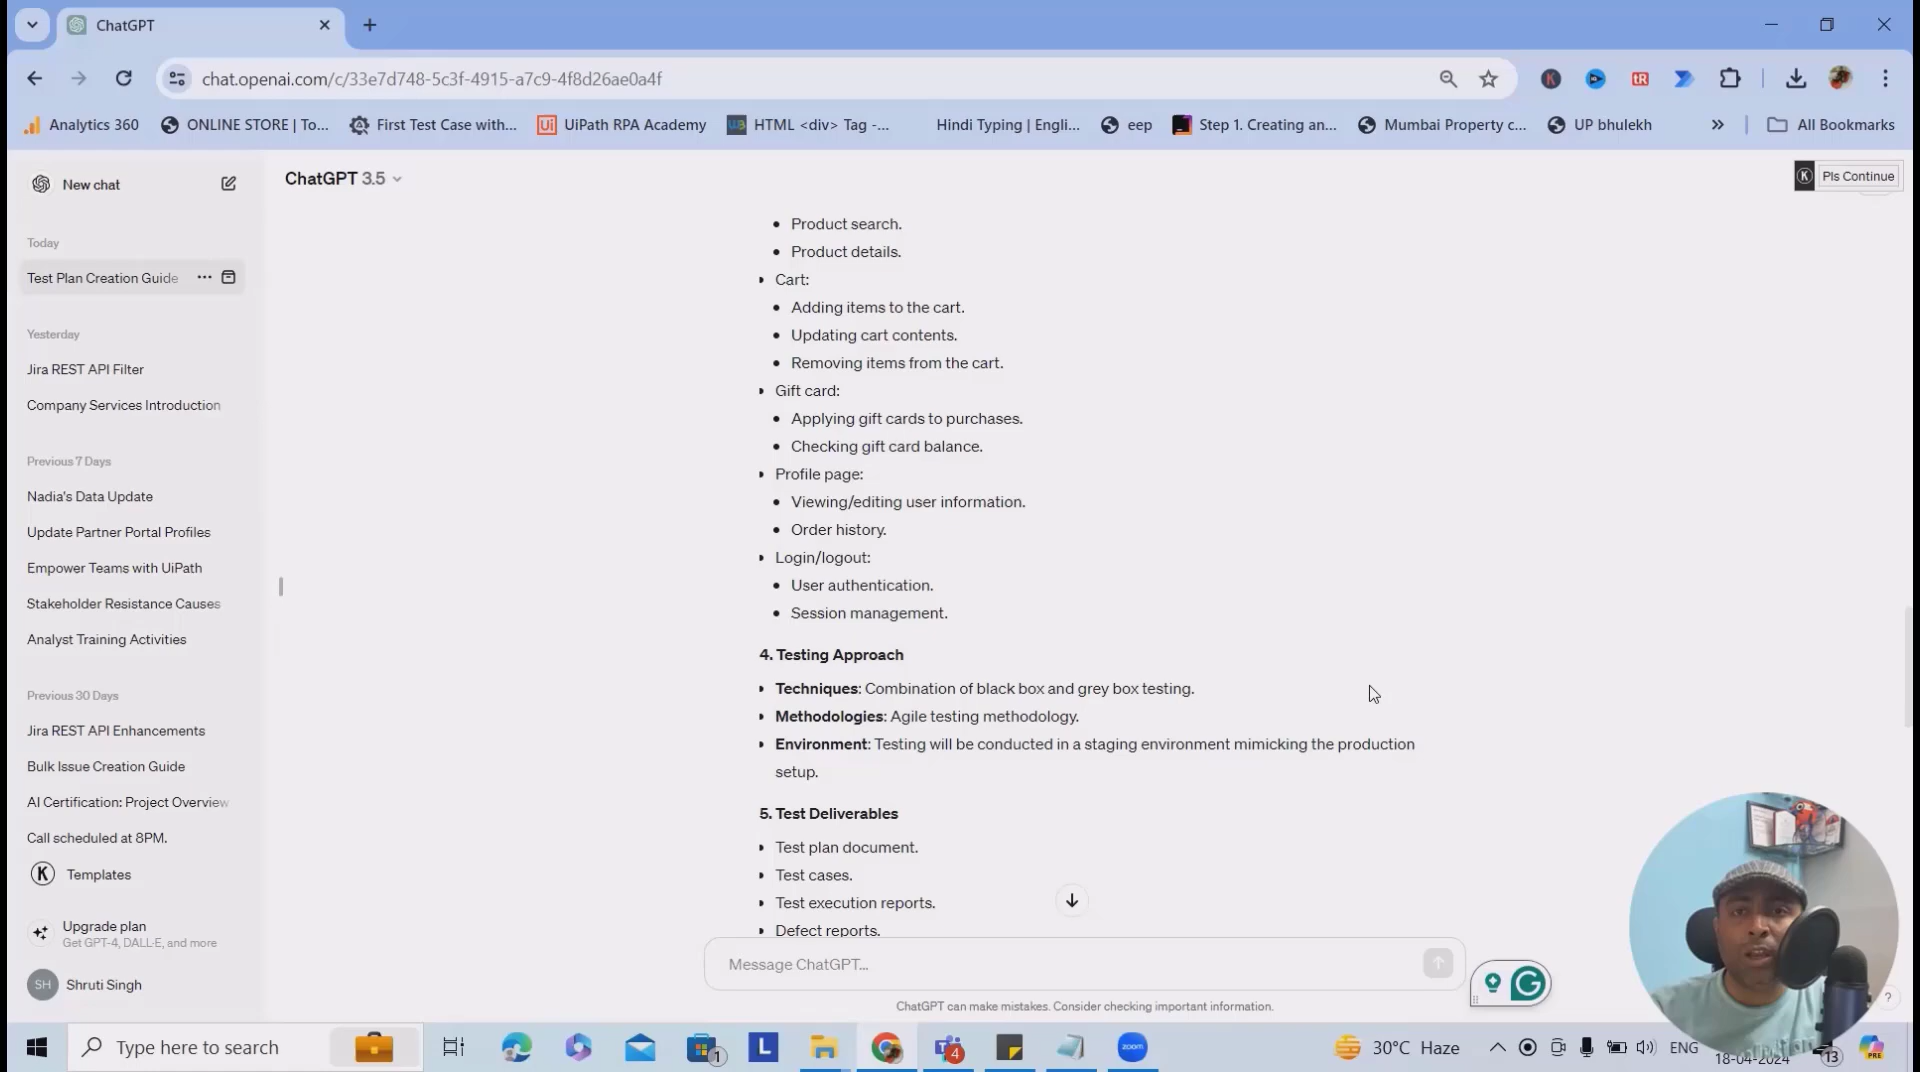 ChatGPT
chat.openai.com/c/33e7d748-5c3f-4915-a7c9-4f8d26ae0a4f
Analytics 360
ONLINE STORE | To...
First Test Case with...
UiPath RPA Academy
HTML <div> Tag -...
Hindi Typing | Engli...
eep
Step 1. Creating an...
Mumbai Property c...
UP bhulekh
All Bookmarks
New chat
ChatGPT 3.5
Pls Continue
Today
Test Plan Creation Guide
Yesterday
Jira REST API Filter
Company Services Introduction
Previous 7 Days
Nadia's Data Update
Update Partner Portal Profiles
Empower Teams with UiPath
Stakeholder Resistance Causes
Analyst Training Activities
Previous 30 Days
Jira REST API Enhancements
Bulk Issue Creation Guide
AI Certification: Project Overview
Call scheduled at 8PM.
K Templates
Upgrade plan
Get GPT-4, DALL·E, and more
SH Shruti Singh
• Product search.
• Product details.
• Cart:
• Adding items to the cart.
• Updating cart contents.
• Removing items from the cart.
• Gift card:
• Applying gift cards to purchases.
• Checking gift card balance.
• Profile page:
• Viewing/editing user information.
• Order history.
• Login/logout:
• User authentication.
• Session management.
4. Testing Approach
• Techniques: Combination of black box and grey box testing.
• Methodologies: Agile testing methodology.
• Environment: Testing will be conducted in a staging environment mimicking the production
setup.
5. Test Deliverables
• Test plan document.
• Test cases.
• Test execution reports.
• Defect reports.
Message ChatGPT...
ChatGPT can make mistakes. Consider checking important information.
Type here to search
1
L
4
zoom
30°C Haze
ENG
18-04-2024
13
PRE